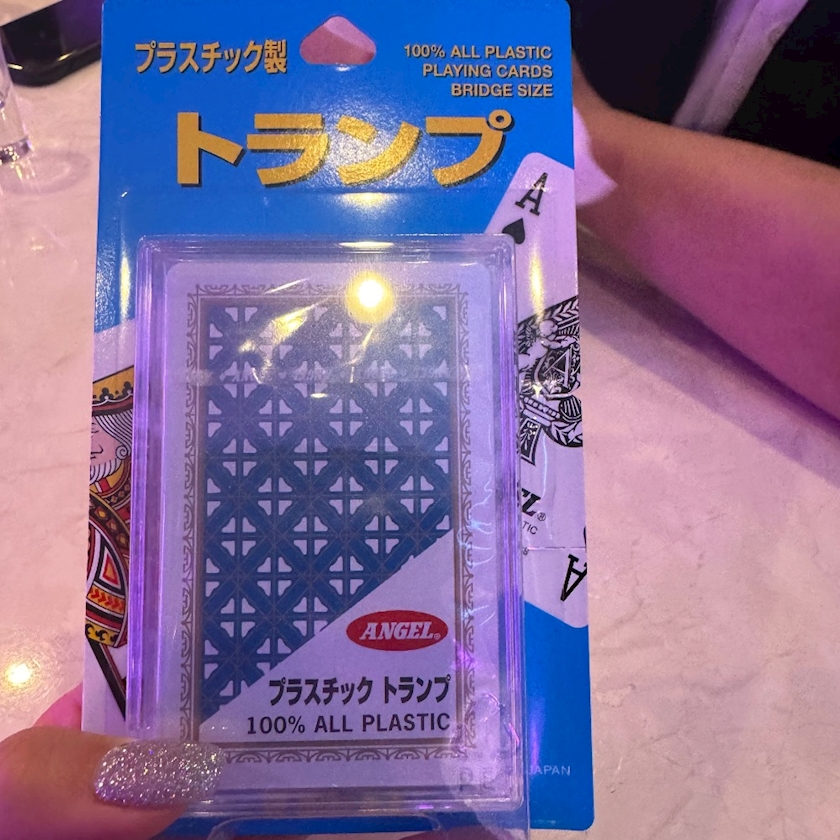 プラスチック製
100% ALL PLASTIC
PLAYING CARDS
BRIDGE SIZE
トランプ
A
ANGEL®
プラスチック トランプ
100% ALL PLASTIC
A
JAPAN